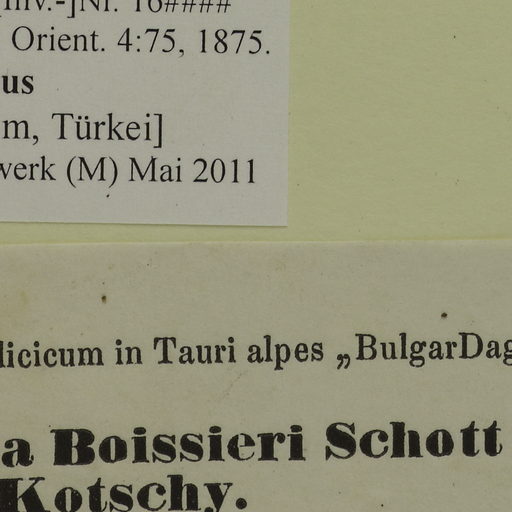 [Inv.-]Nr. 16####
Orient. 4:75, 1875.
us
m, Türkei]
werk (M) Mai 2011
licicum in Tauri alpes „BulgarDag
a Boissieri Schott
Kotschy.